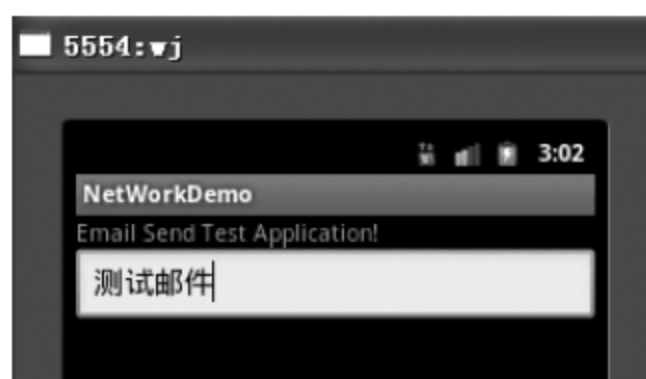 5554:wj
3:02
NetWorkDemo
Email Send Test Application!
测试邮件